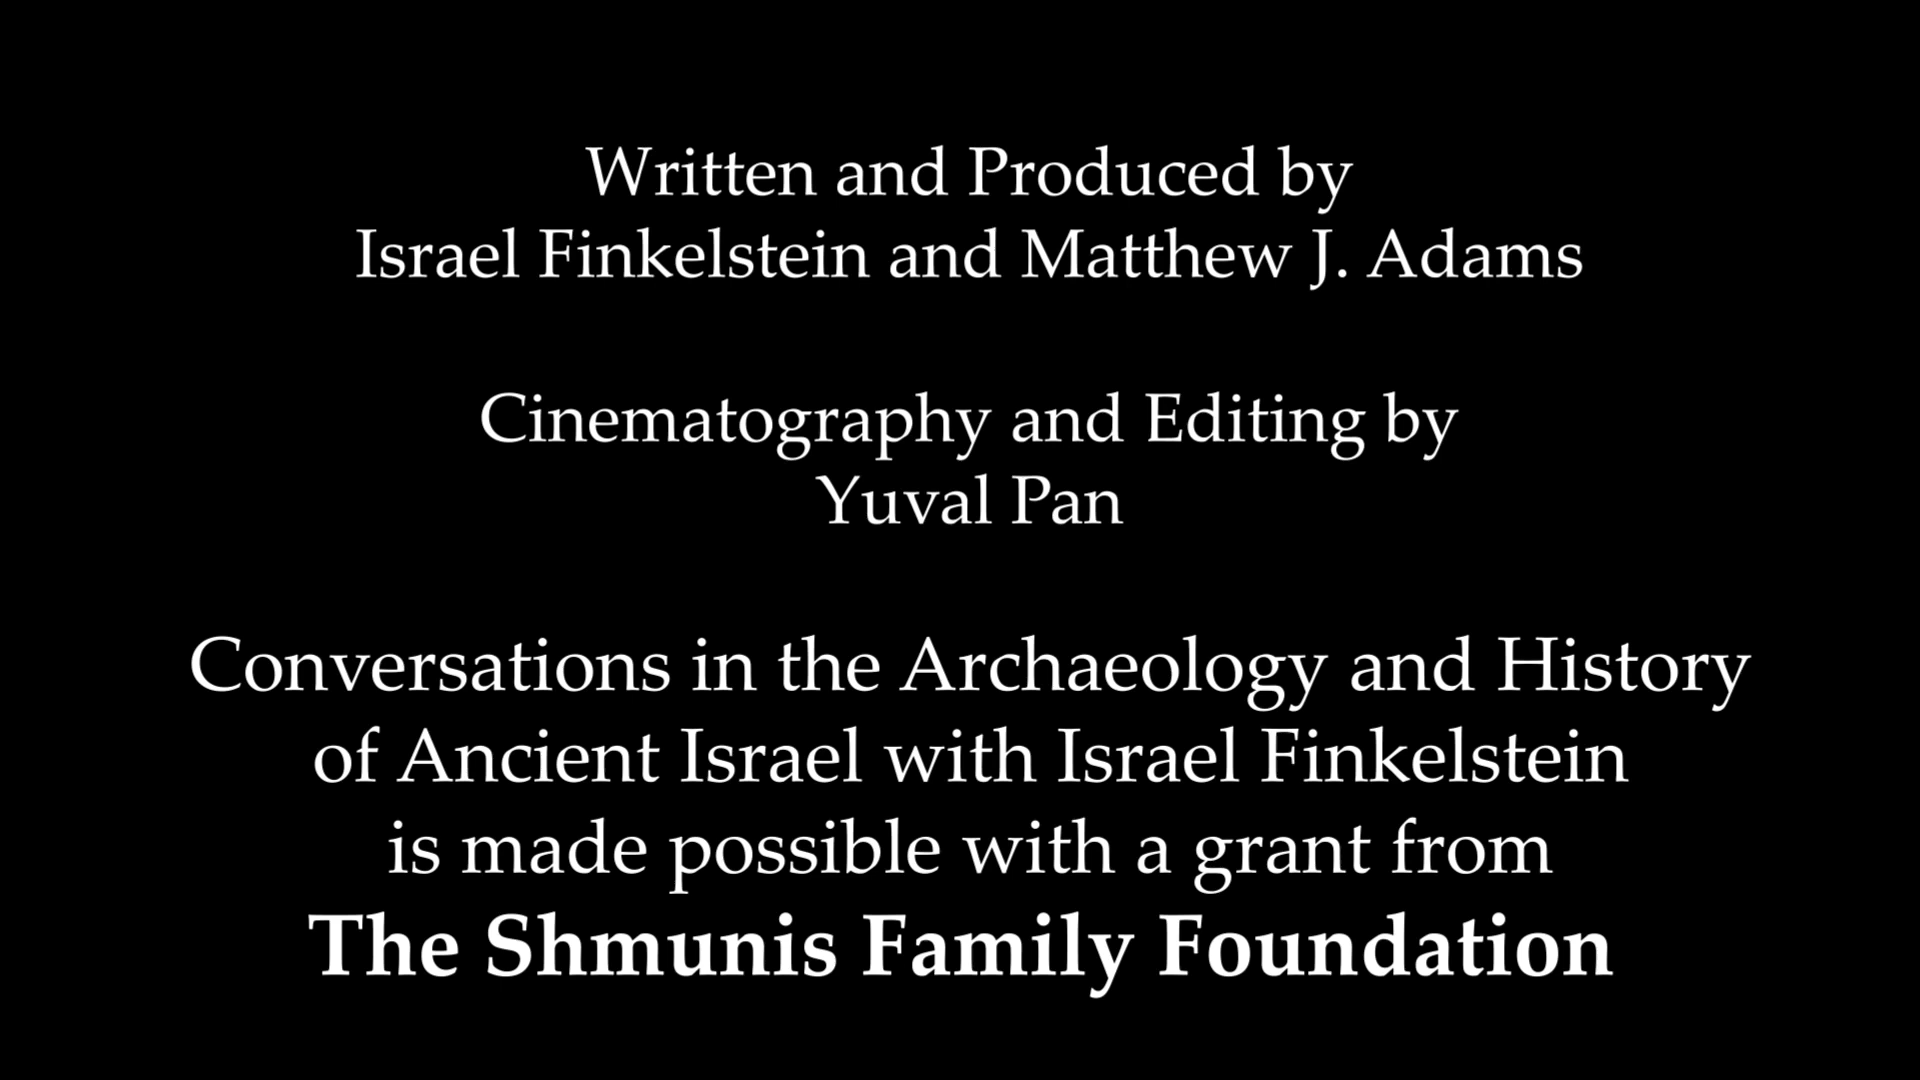 Written and Produced by
Israel Finkelstein and Matthew J. Adams
Cinematography and Editing by
Yuval Pan
Conversations in the Archaeology and History
of Ancient Israel with Israel Finkelstein
is made possible with a grant from
The Shmunis Family Foundation